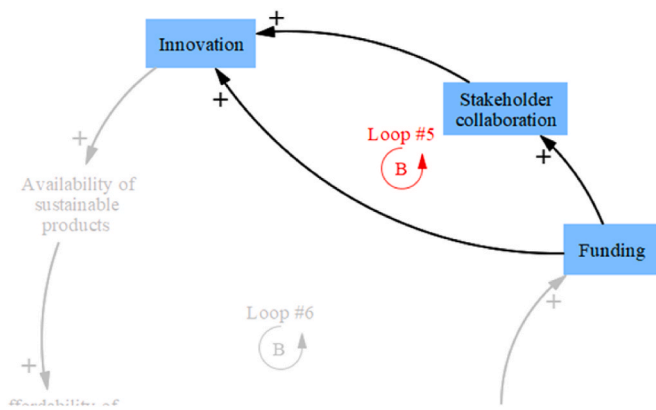 +
Innovation
+
Stakeholder
collaboration
Loop #5
B
+
+
Availability of
sustainable
products
Funding
+
Loop #6
B
+